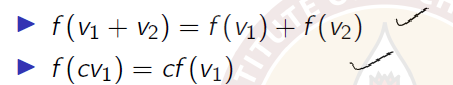 ▶ f(v₁ + v₂) = f(v₁) + f(v₂) ✓
▶ f(cv₁) = cf(v₁) ✓